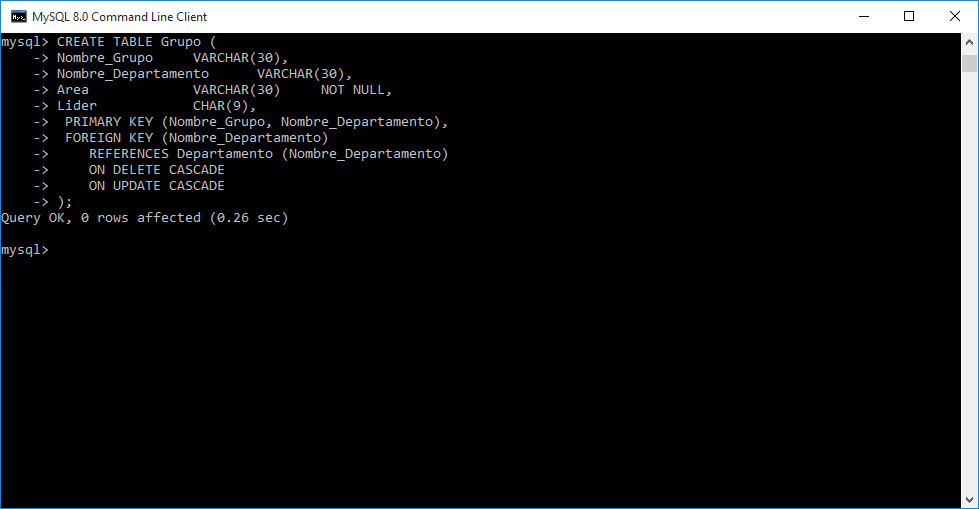 MySQL 8.0 Command Line Client
mysql> CREATE TABLE Grupo (
    -> Nombre_Grupo     VARCHAR(30),
    -> Nombre_Departamento      VARCHAR(30),
    -> Area             VARCHAR(30)     NOT NULL,
    -> Lider            CHAR(9),
    ->  PRIMARY KEY (Nombre_Grupo, Nombre_Departamento),
    ->  FOREIGN KEY (Nombre_Departamento)
    ->     REFERENCES Departamento (Nombre_Departamento)
    ->     ON DELETE CASCADE
    ->     ON UPDATE CASCADE
    -> );
Query OK, 0 rows affected (0.26 sec)
mysql>